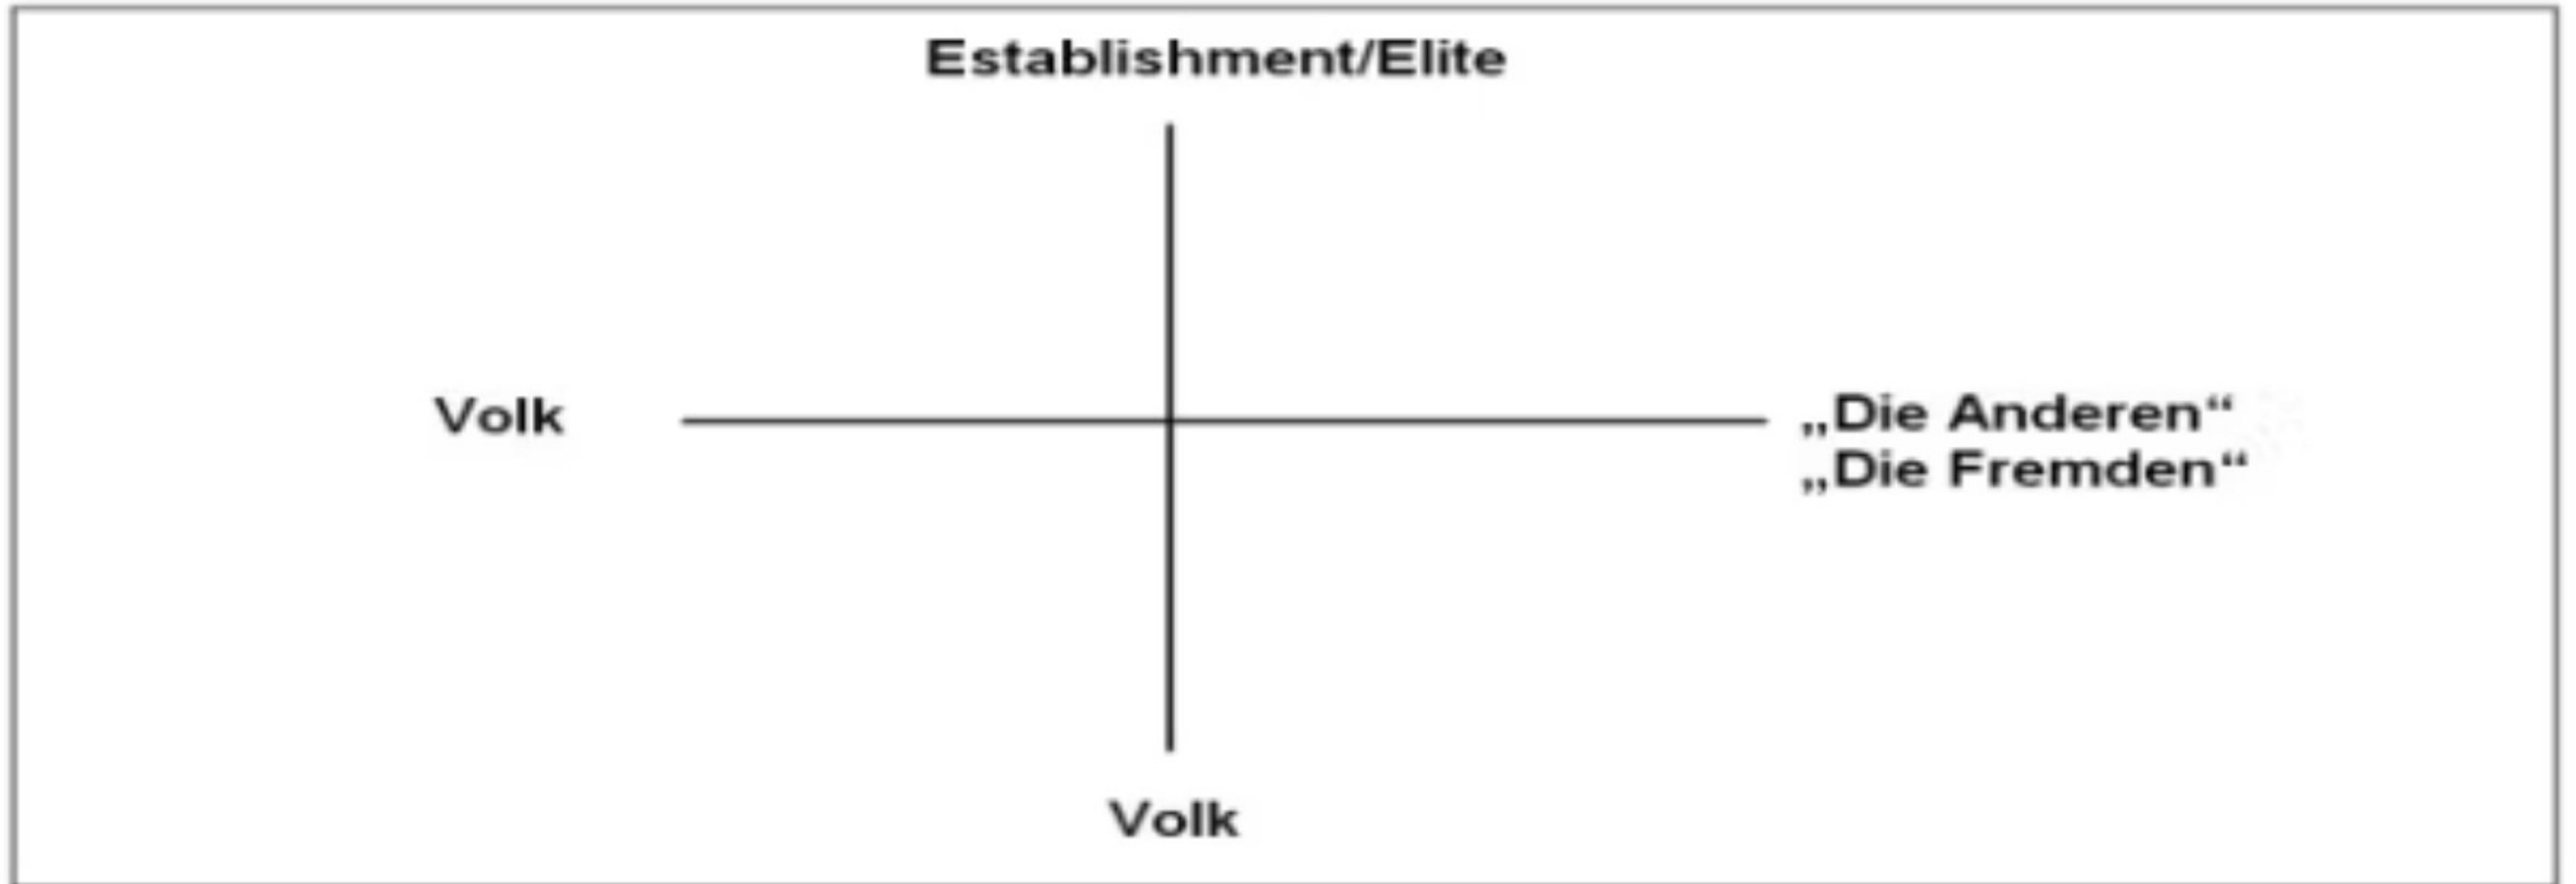 Establishment/Elite
Volk
„Die Anderen“
„Die Fremden“
Volk